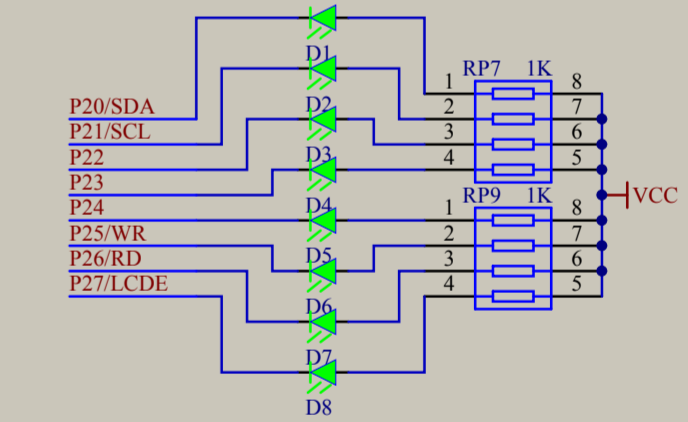 D1
RP7 1K
1 8
P20/SDA
D2
2 7
P21/SCL
3 6
P22
D3
4 5
P23
RP9 1K
VCC
P24
D4
1 8
P25/WR
2 7
P26/RD
D5
3 6
P27/LCDE
4 5
D6
D7
D8